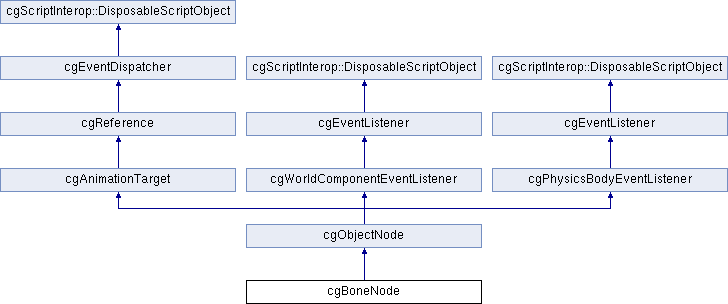 cgScriptInterop::DisposableScriptObject
cgEventDispatcher
cgScriptInterop::DisposableScriptObject
cgScriptInterop::DisposableScriptObject
cgReference
cgEventListener
cgEventListener
cgAnimationTarget
cgWorldComponentEventListener
cgPhysicsBodyEventListener
cgObjectNode
cgBoneNode